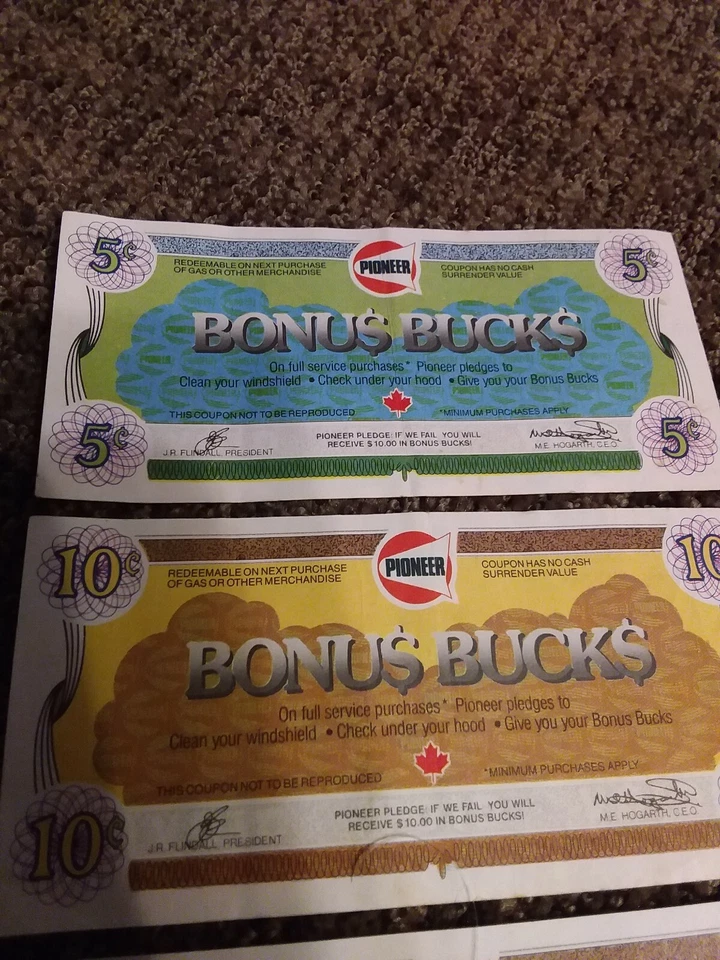 5¢
5¢
REDEEMABLE ON NEXT PURCHASE
OF GAS OR OTHER MERCHANDISE
PIONEER
COUPON HAS NO CASH
SURRENDER VALUE
BONU$ BUCK$
On full service purchases* Pioneer pledges to
Clean your windshield • Check under your hood • Give you your Bonus Bucks
THIS COUPON NOT TO BE REPRODUCED
*MINIMUM PURCHASES APPLY
5¢
5¢
J.R. FLINDALL PRESIDENT
PIONEER PLEDGE: IF WE FAIL YOU WILL
RECEIVE $10.00 IN BONUS BUCKS!
M.E. HOGARTH, C.E.O.
10¢
10
REDEEMABLE ON NEXT PURCHASE
OF GAS OR OTHER MERCHANDISE
PIONEER
COUPON HAS NO CASH
SURRENDER VALUE
BONU$ BUCK$
On full service purchases* Pioneer pledges to
Clean your windshield • Check under your hood • Give you your Bonus Bucks
THIS COUPON NOT TO BE REPRODUCED
*MINIMUM PURCHASES APPLY
10¢
J.R. FLINDALL PRESIDENT
PIONEER PLEDGE: IF WE FAIL YOU WILL
RECEIVE $10.00 IN BONUS BUCKS!
M.E. HOGARTH, C.E.O.